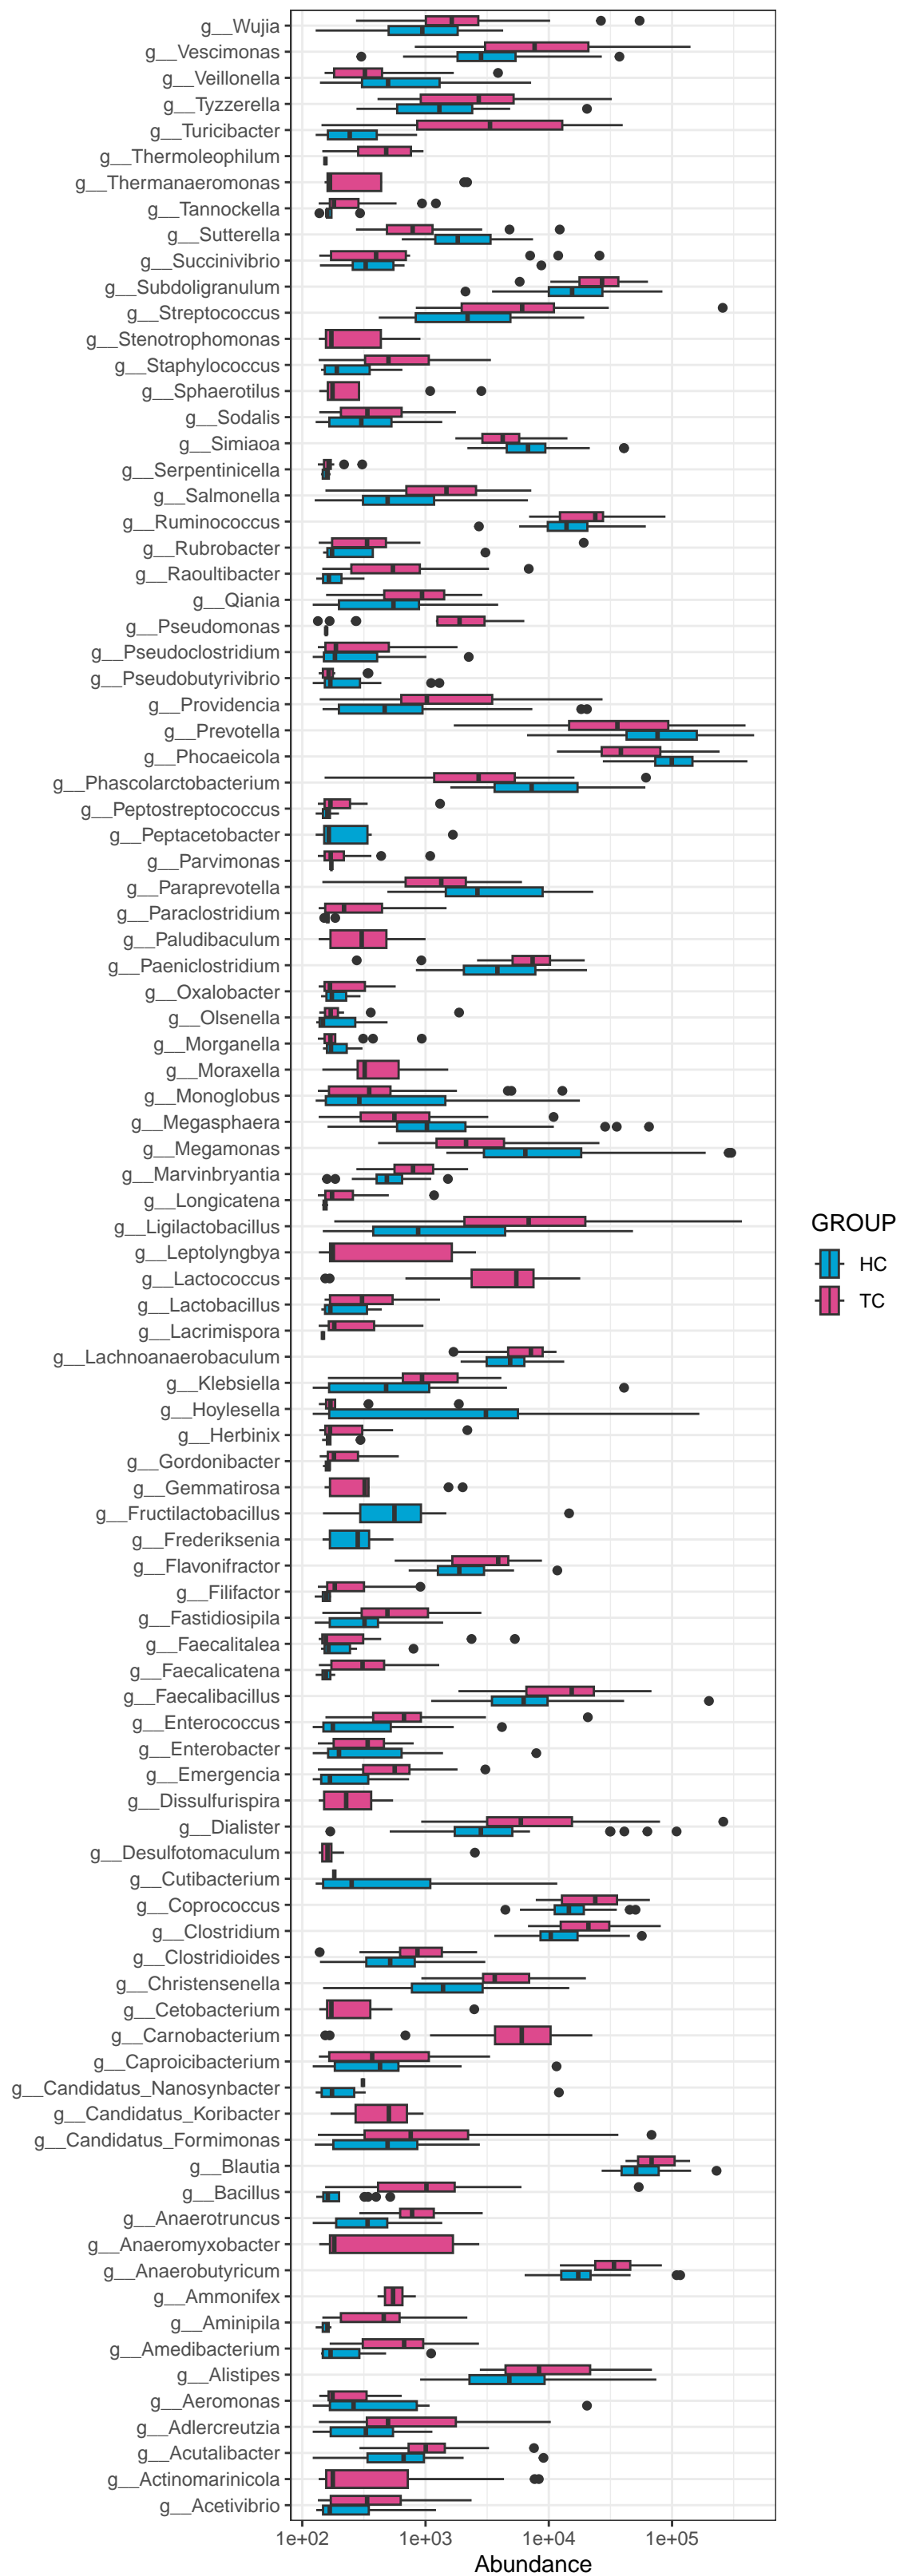 g__Wujia
g__Vescimonas
g__Veillonella
g__Tyzzerella
g__Turicibacter
g__Thermoleophilum
g__Thermanaeromonas
g__Tannockella
g__Sutterella
g__Succinivibrio
g__Subdoligranulum
g__Streptococcus
g__Stenotrophomonas
g__Staphylococcus
g__Sphaerotilus
g__Sodalis
g__Simiaoa
g__Serpentinicella
g__Salmonella
g__Ruminococcus
g__Rubrobacter
g__Raoultibacter
g__Qiania
g__Pseudomonas
g__Pseudoclostridium
g__Pseudobutyrivibrio
g__Providencia
g__Prevotella
g__Phocaeicola
g__Phascolarctobacterium
g__Peptostreptococcus
g__Peptacetobacter
g__Parvimonas
g__Paraprevotella
g__Paraclostridium
g__Paludibaculum
g__Paeniclostridium
g__Oxalobacter
g__Olsenella
g__Morganella
g__Moraxella
g__Monoglobus
g__Megasphaera
g__Megamonas
g__Marvinbryantia
g__Longicatena
g__Ligilactobacillus
g__Leptolyngbya
g__Lactococcus
g__Lactobacillus
g__Lacrimispora
g__Lachnoanaerobaculum
g__Klebsiella
g__Hoylesella
g__Herbinix
g__Gordonibacter
g__Gemmatirosa
g__Fructilactobacillus
g__Frederiksenia
g__Flavonifractor
g__Filifactor
g__Fastidiosipila
g__Faecalitalea
g__Faecalicatena
g__Faecalibacillus
g__Enterococcus
g__Enterobacter
g__Emergencia
g__Dissulfurispira
g__Dialister
g__Desulfotomaculum
g__Cutibacterium
g__Coprococcus
g__Clostridium
g__Clostridioides
g__Christensenella
g__Cetobacterium
g__Carnobacterium
g__Caproicibacterium
g__Candidatus_Nanosynbacter
g__Candidatus_Koribacter
g__Candidatus_Formimonas
g__Blautia
g__Bacillus
g__Anaerotruncus
g__Anaeromyxobacter
g__Anaerobutyricum
g__Ammonifex
g__Aminipila
g__Amedibacterium
g__Alistipes
g__Aeromonas
g__Adlercreutzia
g__Acutalibacter
g__Actinomarinicola
g__Acetivibrio
1e+02 1e+03 1e+04 1e+05
Abundance
GROUP
HC
TC